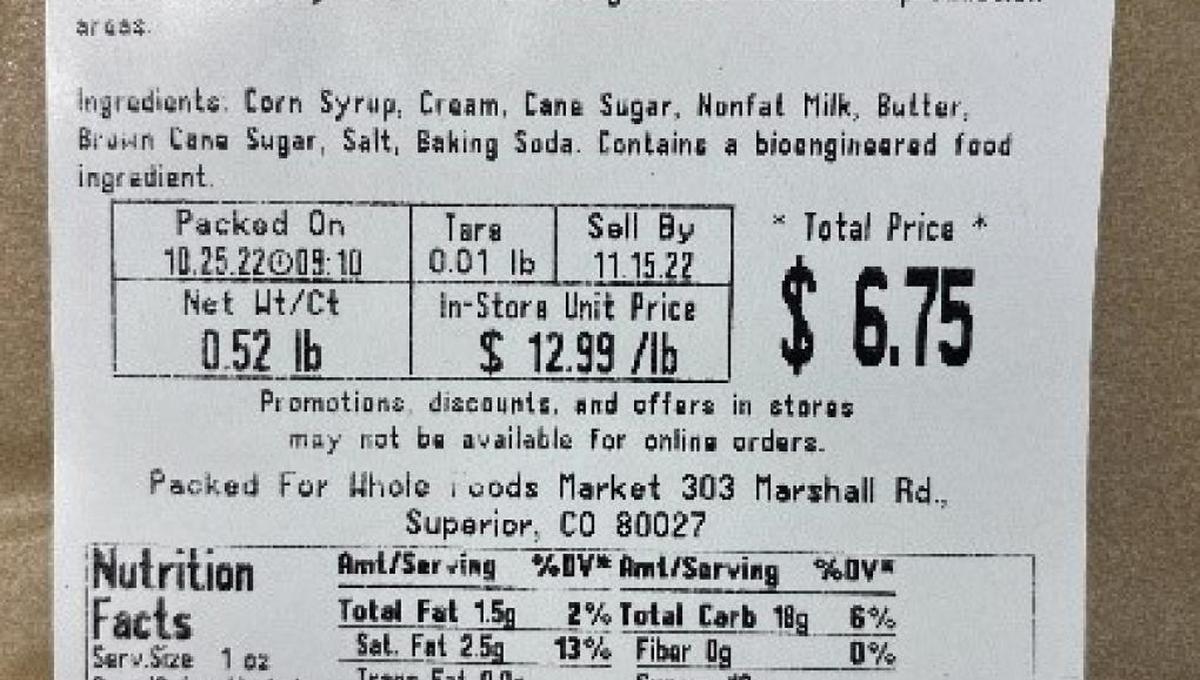 areas.
Ingredients: Corn Syrup, Cream, Cane Sugar, Nonfat Milk, Butter,
Brown Cane Sugar, Salt, Baking Soda. Contains a bioengineered food
ingredient.
Packed On Tare Sell By * Total Price *
10.25.22 09:10 0.01 lb 11.15.22
Net Wt/Ct In-Store Unit Price $ 6.75
0.52 lb $ 12.99 /lb
Promotions, discounts, and offers in stores
may not be available for online orders.
Packed For Whole Foods Market 303 Marshall Rd.,
Superior, CO 80027
Nutrition Amt/Serving %DV* Amt/Serving %DV*
Facts Total Fat 1.5g 2% Total Carb 18g 6%
Serv.Size 1 oz Sat. Fat 2.5g 13% Fiber 0g 0%
Trans Fat 0.0g